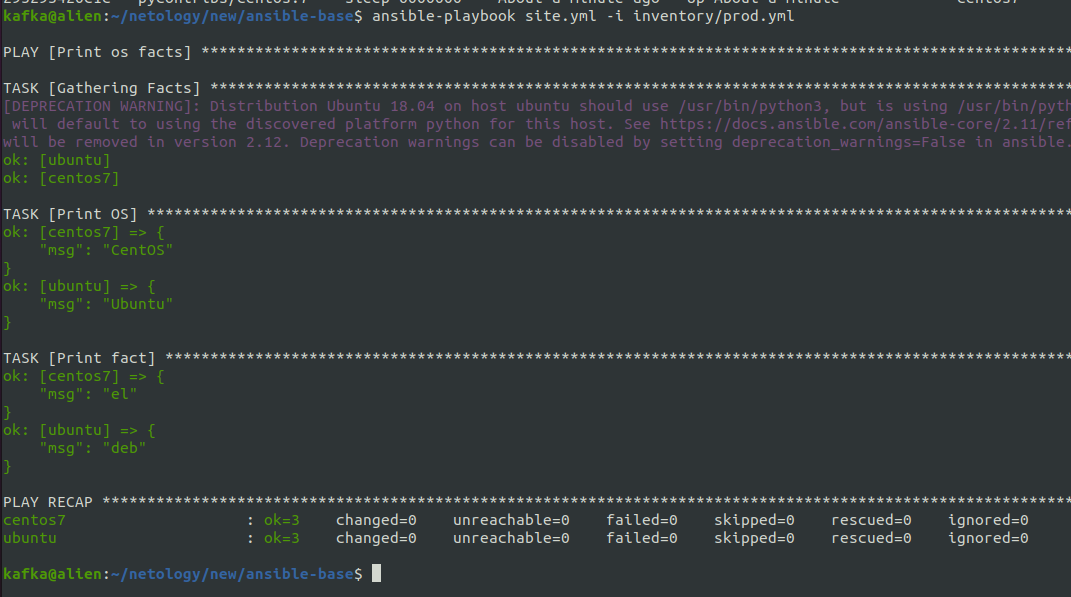 kafka@alien:~/netology/new/ansible-base$ ansible-playbook site.yml -i inventory/prod.yml
PLAY [Print os facts] *************************************************************************************************
TASK [Gathering Facts] ************************************************************************************************
[DEPRECATION WARNING]: Distribution Ubuntu 18.04 on host ubuntu should use /usr/bin/python3, but is using /usr/bin/pyth
 will default to using the discovered platform python for this host. See https://docs.ansible.com/ansible-core/2.11/ref
will be removed in version 2.12. Deprecation warnings can be disabled by setting deprecation_warnings=False in ansible.
ok: [ubuntu]
ok: [centos7]
TASK [Print OS] *******************************************************************************************************
ok: [centos7] => {
    "msg": "CentOS"
}
ok: [ubuntu] => {
    "msg": "Ubuntu"
}
TASK [Print fact] *****************************************************************************************************
ok: [centos7] => {
    "msg": "el"
}
ok: [ubuntu] => {
    "msg": "deb"
}
PLAY RECAP ************************************************************************************************************
centos7                    : ok=3    changed=0    unreachable=0    failed=0    skipped=0    rescued=0    ignored=0
ubuntu                     : ok=3    changed=0    unreachable=0    failed=0    skipped=0    rescued=0    ignored=0
kafka@alien:~/netology/new/ansible-base$